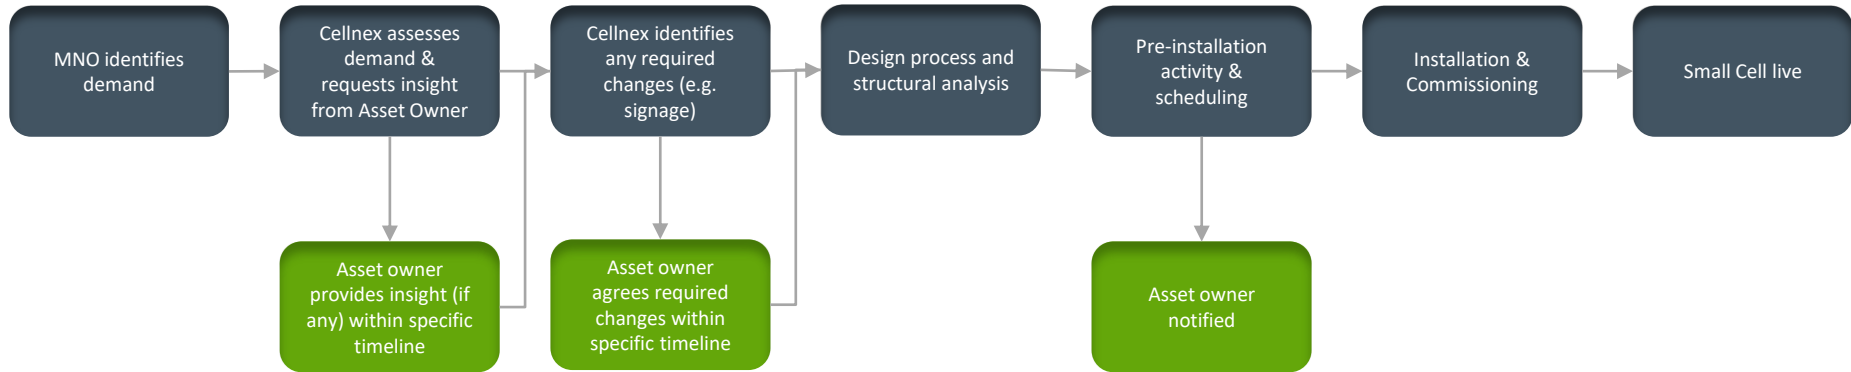 MNO identifies
demand
Cellnex assesses
demand &
requests insight
from Asset Owner
Cellnex identifies
any required
changes (e.g.
signage)
Design process and
structural analysis
Pre-installation
activity &
scheduling
Installation &
Commissioning
Small Cell live
Asset owner
provides insight (if
any) within specific
timeline
Asset owner
agrees required
changes within
specific timeline
Asset owner
notified